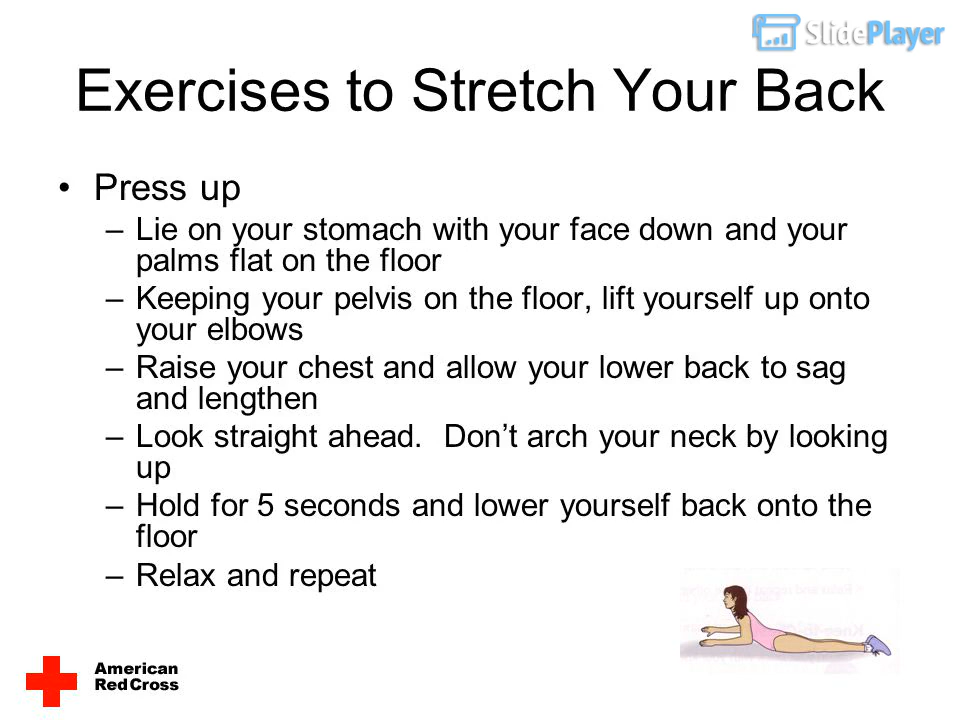 SlidePlayer
Exercises to Stretch Your Back
• Press up
–Lie on your stomach with your face down and your
palms flat on the floor
–Keeping your pelvis on the floor, lift yourself up onto
your elbows
–Raise your chest and allow your lower back to sag
and lengthen
–Look straight ahead.  Don’t arch your neck by looking
up
–Hold for 5 seconds and lower yourself back onto the
floor
–Relax and repeat
American
Red Cross